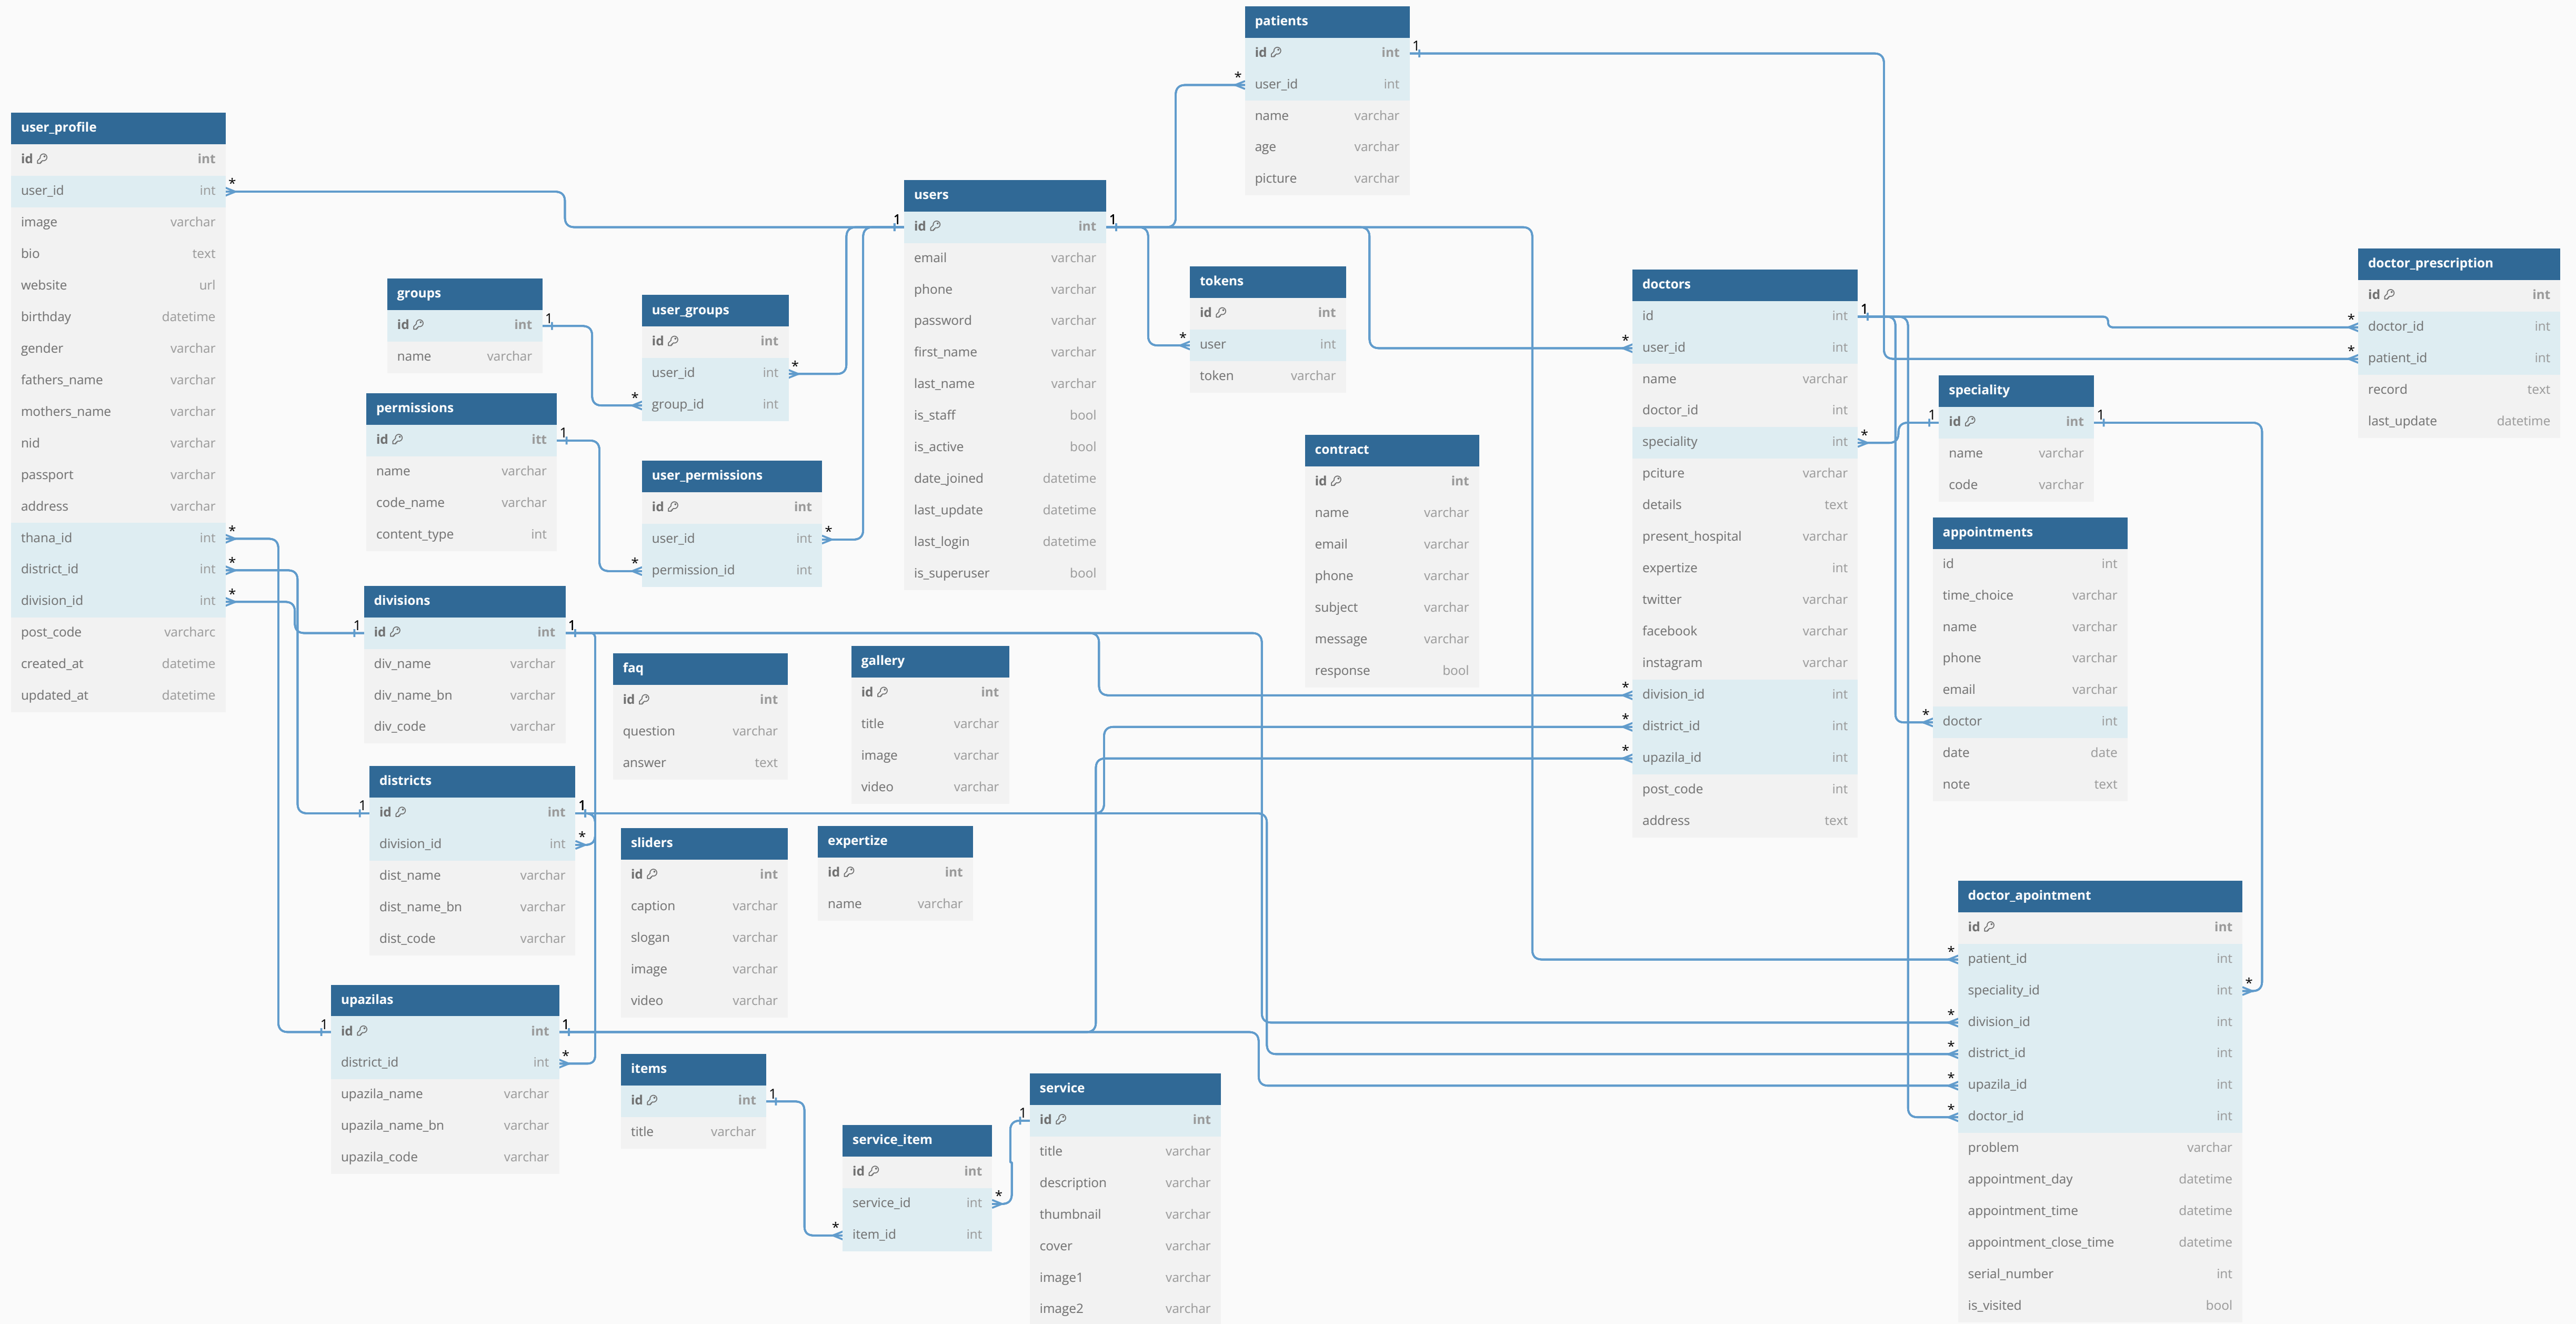 patients
id int
user_id int
name varchar
age varchar
picture varchar
user_profile
id int
user_id int
image varchar
bio text
website url
birthday datetime
gender varchar
fathers_name varchar
mothers_name varchar
nid varchar
passport varchar
address varchar
thana_id int
district_id int
division_id int
post_code varcharc
created_at datetime
updated_at datetime
users
id int
email varchar
phone varchar
password varchar
first_name varchar
last_name varchar
is_staff bool
is_active bool
date_joined datetime
last_update datetime
last_login datetime
is_superuser bool
groups
id int
name varchar
user_groups
id int
user_id int
group_id int
permissions
id itt
name varchar
code_name varchar
content_type int
user_permissions
id int
user_id int
permission_id int
tokens
id int
user int
token varchar
contract
id int
name varchar
email varchar
phone varchar
subject varchar
message varchar
response bool
doctors
id int
user_id int
name varchar
doctor_id int
speciality int
pciture varchar
details text
present_hospital varchar
expertize int
twitter varchar
facebook varchar
instagram varchar
division_id int
district_id int
upazila_id int
post_code int
address text
doctor_prescription
id int
doctor_id int
patient_id int
record text
last_update datetime
speciality
id int
name varchar
code varchar
appointments
id int
time_choice varchar
name varchar
phone varchar
email varchar
doctor int
date date
note text
divisions
id int
div_name varchar
div_name_bn varchar
div_code varchar
faq
id int
question varchar
answer text
gallery
id int
title varchar
image varchar
video varchar
districts
id int
division_id int
dist_name varchar
dist_name_bn varchar
dist_code varchar
sliders
id int
caption varchar
slogan varchar
image varchar
video varchar
expertize
id int
name varchar
doctor_apointment
id int
patient_id int
speciality_id int
division_id int
district_id int
upazila_id int
doctor_id int
problem varchar
appointment_day datetime
appointment_time datetime
appointment_close_time datetime
serial_number int
is_visited bool
upazilas
id int
district_id int
upazila_name varchar
upazila_name_bn varchar
upazila_code varchar
items
id int
title varchar
service_item
id int
service_id int
item_id int
service
id int
title varchar
description varchar
thumbnail varchar
cover varchar
image1 varchar
image2 varchar